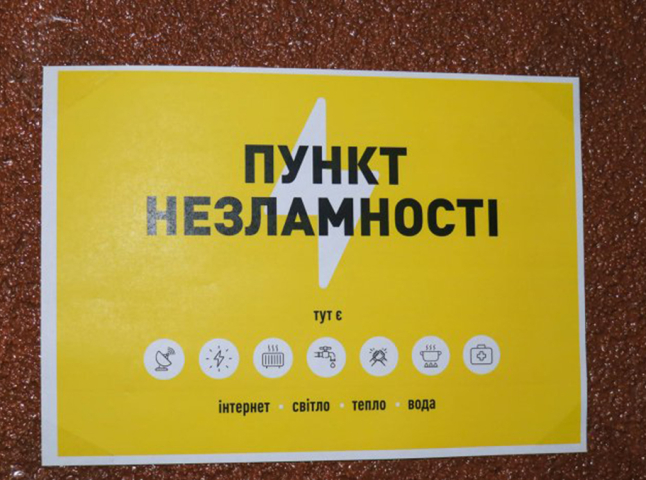 ПУНКТ
НЕЗЛАМНОСТІ
тут є
інтернет • світло • тепло • вода